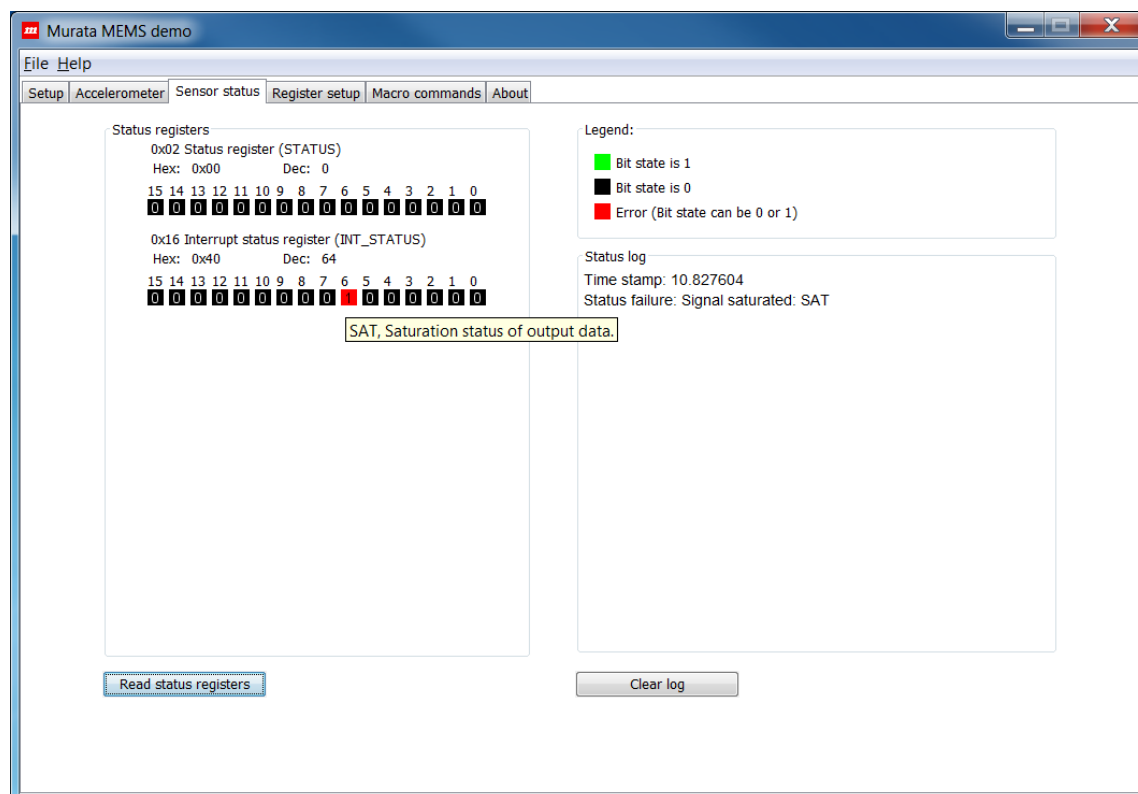 Murata MEMS demo
File Help
Setup Accelerometer Sensor status Register setup Macro commands About
Status registers
0x02 Status register (STATUS)
Hex: 0x00 Dec: 0
15 14 13 12 11 10 9 8 7 6 5 4 3 2 1 0
0 0 0 0 0 0 0 0 0 0 0 0 0 0 0 0
0x16 Interrupt status register (INT_STATUS)
Hex: 0x40 Dec: 64
15 14 13 12 11 10 9 8 7 6 5 4 3 2 1 0
0 0 0 0 0 0 0 0 0 1 0 0 0 0 0 0
SAT, Saturation status of output data.
Read status registers
Legend:
Bit state is 1
Bit state is 0
Error (Bit state can be 0 or 1)
Status log
Time stamp: 10.827604
Status failure: Signal saturated: SAT
Clear log